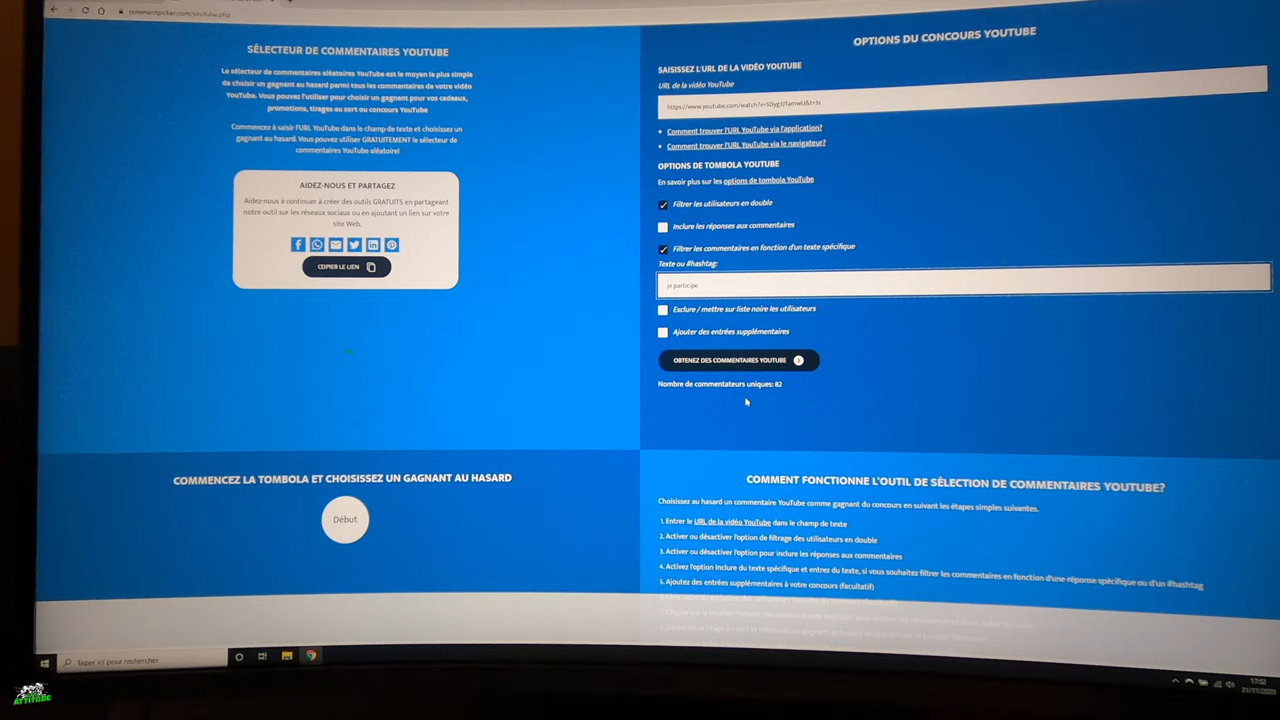 commentpicker.com/youtube.php
SÉLECTEUR DE COMMENTAIRES YOUTUBE
Le sélecteur de commentaires aléatoires YouTube est le moyen le plus simple
de choisir un gagnant au hasard parmi tous les commentaires de votre vidéo
YouTube. Vous pouvez l'utiliser pour choisir un gagnant pour vos cadeaux,
promotions, tirages au sort ou concours YouTube
Commencez à saisir l'URL YouTube dans le champ de texte et choisissez un
gagnant au hasard. Vous pouvez utiliser GRATUITEMENT le sélecteur de
commentaires YouTube aléatoire!
AIDEZ-NOUS ET PARTAGEZ
Aidez-nous à continuer à créer des outils GRATUITS en partageant
notre outil sur les réseaux sociaux ou en ajoutant un lien sur votre
site Web.
COPIER LE LIEN
OPTIONS DU CONCOURS YOUTUBE
SAISISSEZ L'URL DE LA VIDÉO YOUTUBE
URL de la vidéo YouTube
• Comment trouver l'URL YouTube via l'application?
• Comment trouver l'URL YouTube via le navigateur?
OPTIONS DE TOMBOLA YOUTUBE
En savoir plus sur les options de tombola YouTube
Filtrer les utilisateurs en double
Inclure les réponses aux commentaires
Filtrer les commentaires en fonction d'un texte spécifique
Texte ou #hashtag:
je participe
Exclure / mettre sur liste noire les utilisateurs
Ajouter des entrées supplémentaires
OBTENEZ DES COMMENTAIRES YOUTUBE
Nombre de commentateurs uniques: 82
COMMENCEZ LA TOMBOLA ET CHOISISSEZ UN GAGNANT AU HASARD
Début
COMMENT FONCTIONNE L'OUTIL DE SÉLECTION DE COMMENTAIRES YOUTUBE?
Choisissez au hasard un commentaire YouTube comme gagnant du concours en suivant les étapes simples suivantes.
1. Entrer le URL de la vidéo YouTube dans le champ de texte
2. Activer ou désactiver l'option de filtrage des utilisateurs en double
3. Activer ou désactiver l'option pour inclure les réponses aux commentaires
4. Activez l'option Inclure du texte spécifique et entrez du texte, si vous souhaitez filtrer les commentaires en fonction d'une réponse spécifique ou d'un #hashtag
5. Ajoutez des entrées supplémentaires à votre concours (facultatif)
Taper ici pour rechercher
17:52
21/11/2020
ATTITUDE